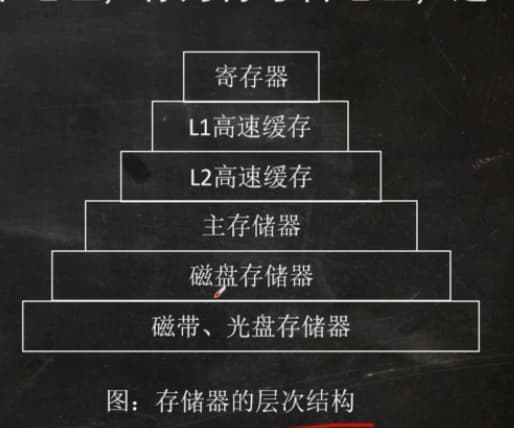 寄存器
L1高速缓存
L2高速缓存
主存储器
磁盘存储器
磁带、光盘存储器
图：存储器的层次结构